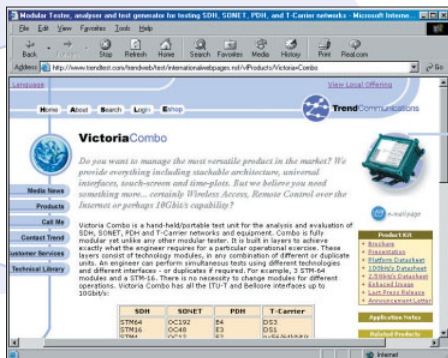 Modular Tester, analyser and test generator for testing SDH, SONET, PDH, and T-Carrier networks - Microsoft Interne...
File Edit View Favorites Tools Help
Back Stop Refresh Home Search Favorites Media History Print Real.com
Address http://www.trendtest.com/trendweb/test/internationalwebpages.nsf/vlProducts/Victoria+Combo Go
Language View Local Offering
Home About Search Login Eshop TrendCommunications
VictoriaCombo
Do you want to manage the most versatile product in the market? We
provide everything including stackable architecture, universal
interfaces, touch-screen and time-plots. But we believe you need
something more... certainly Wireless Access, Remote Control over the
Internet or perhaps 10Gbit/s capability?
e-mail page
Media News
Products
Call Me
Contact Trend
Customer Services
Technical Library
Victoria Combo is a hand-held/portable test unit for the analysis and evaluation of
SDH, SONET, PDH and T-Carrier networks and equipment. Combo is fully
modular yet unlike any other modular tester. It is built in layers to achieve
exactly what the engineer requires for a particular operational exercise. These
layers consist of technology modules, in any combination of different or duplicate
units. An engineer can perform simultaneous tests using different technologies
and different interfaces - or duplicates if required. For example, 3 STM-64
modules and a STM-16. There is no necessity to change modules for different
operations. Victoria Combo has all the ITU-T and Bellcore interfaces up to
10Gbit/s:
SDH SONET PDH T-Carrier
STM64 OC192 E4 DS3
STM16 OC48 E3 DS1
STM4 OC12 E2
Product Kit
Brochure
Presentation
Platform Datasheet
10Gbit/s Datasheet
2.5Gbit/s Datasheet
Enhaced Image
Last Press Release
Announcement Letter
Application Notes
Related Products
Internet